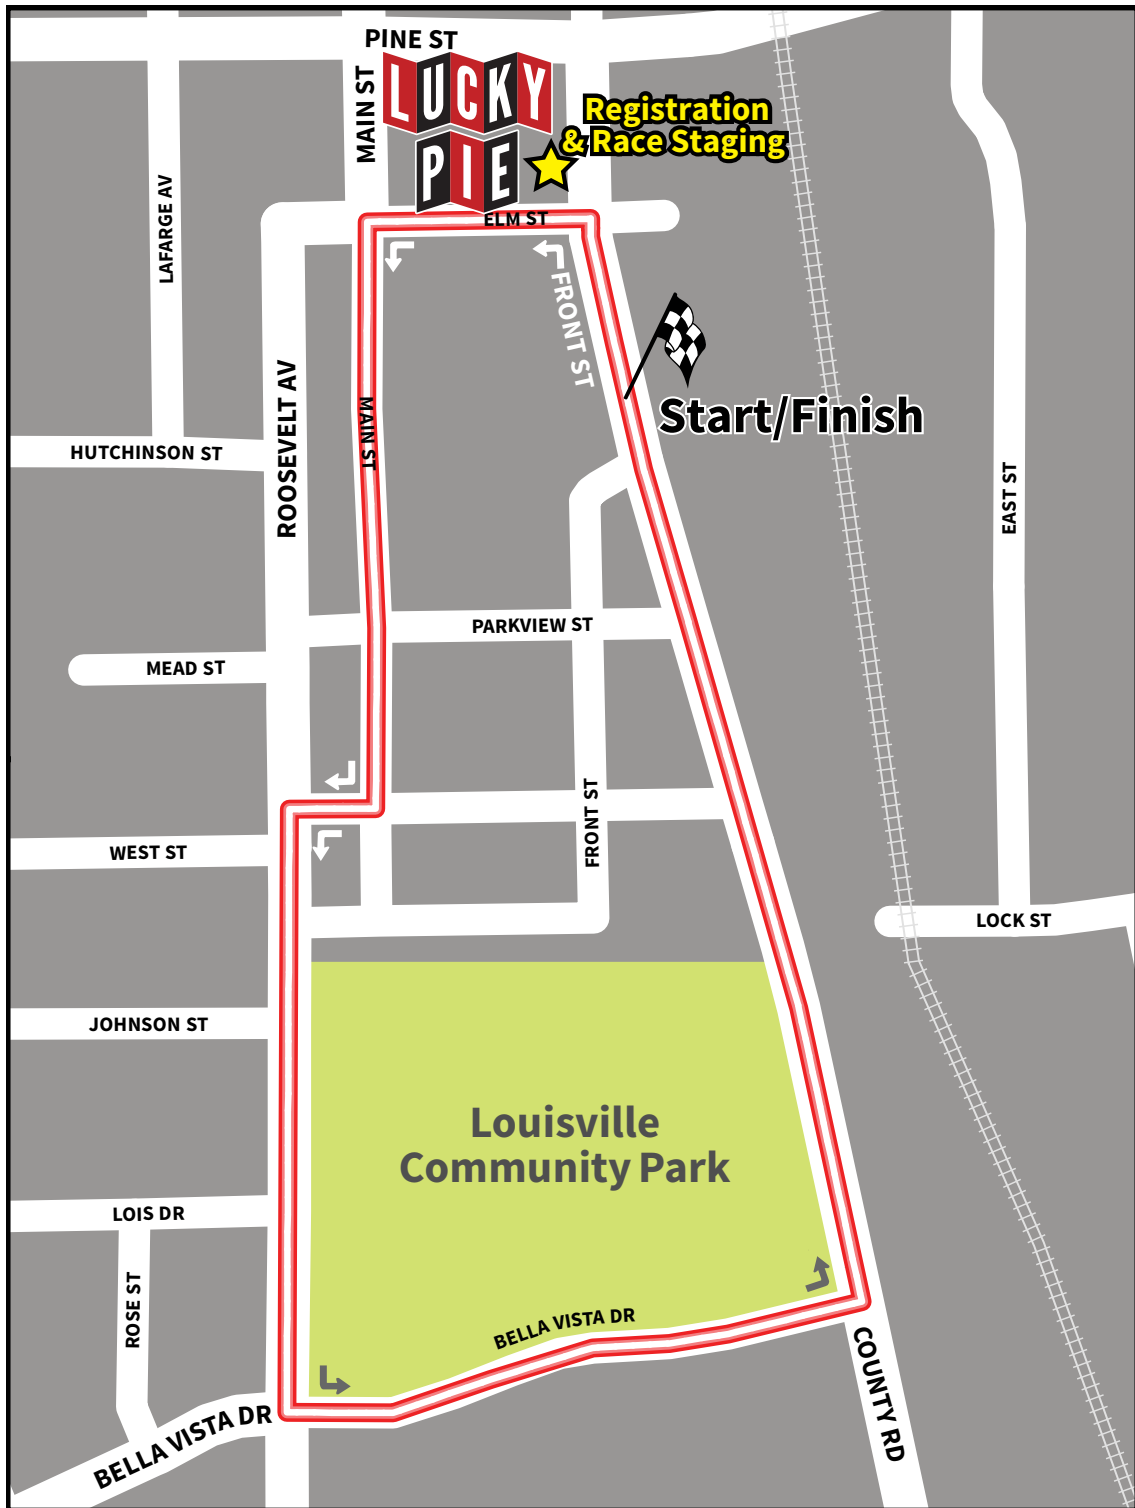 PINE ST
MAIN ST
LUCKY
PIE
Registration
& Race Staging
LAFARGE AV
ELM ST
FRONT ST
Start/Finish
ROOSEVELT AV
MAIN ST
HUTCHINSON ST
EAST ST
PARKVIEW ST
MEAD ST
FRONT ST
WEST ST
LOCK ST
JOHNSON ST
Louisville
Community Park
LOIS DR
ROSE ST
BELLA VISTA DR
COUNTY RD
BELLA VISTA DR